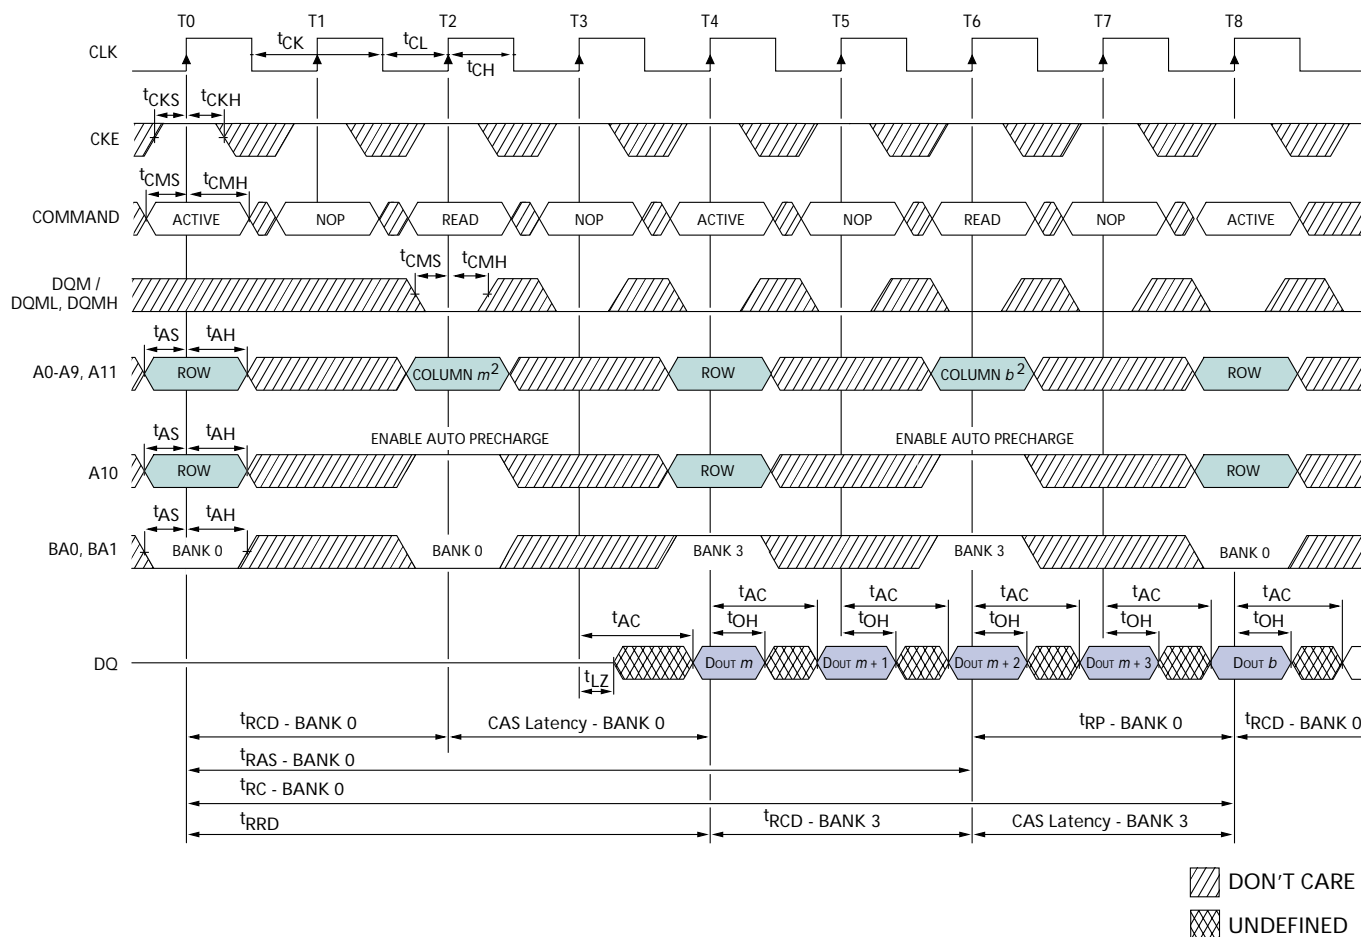 T0 T1 T2 T3 T4 T5 T6 T7 T8
CLK tCK tCL tCH
tCKS tCKH
CKE
tCMS tCMH
COMMAND ACTIVE NOP READ NOP ACTIVE NOP READ NOP ACTIVE
tCMS tCMH
DQM /
DQML, DQMH
tAS tAH
A0-A9, A11 ROW COLUMN m2 ROW COLUMN b2 ROW
tAS tAH ENABLE AUTO PRECHARGE ENABLE AUTO PRECHARGE
A10 ROW ROW ROW
tAS tAH
BA0, BA1 BANK 0 BANK 0 BANK 3 BANK 3 BANK 0
tAC tAC tAC tAC tAC
tAC tOH tOH tOH tOH tOH
DQ DOUT m DOUT m + 1 DOUT m + 2 DOUT m + 3 DOUT b
tLZ
tRCD - BANK 0 CAS Latency - BANK 0 tRP - BANK 0 tRCD - BANK 0
tRAS - BANK 0
tRC - BANK 0
tRRD tRCD - BANK 3 CAS Latency - BANK 3
DON'T CARE
UNDEFINED